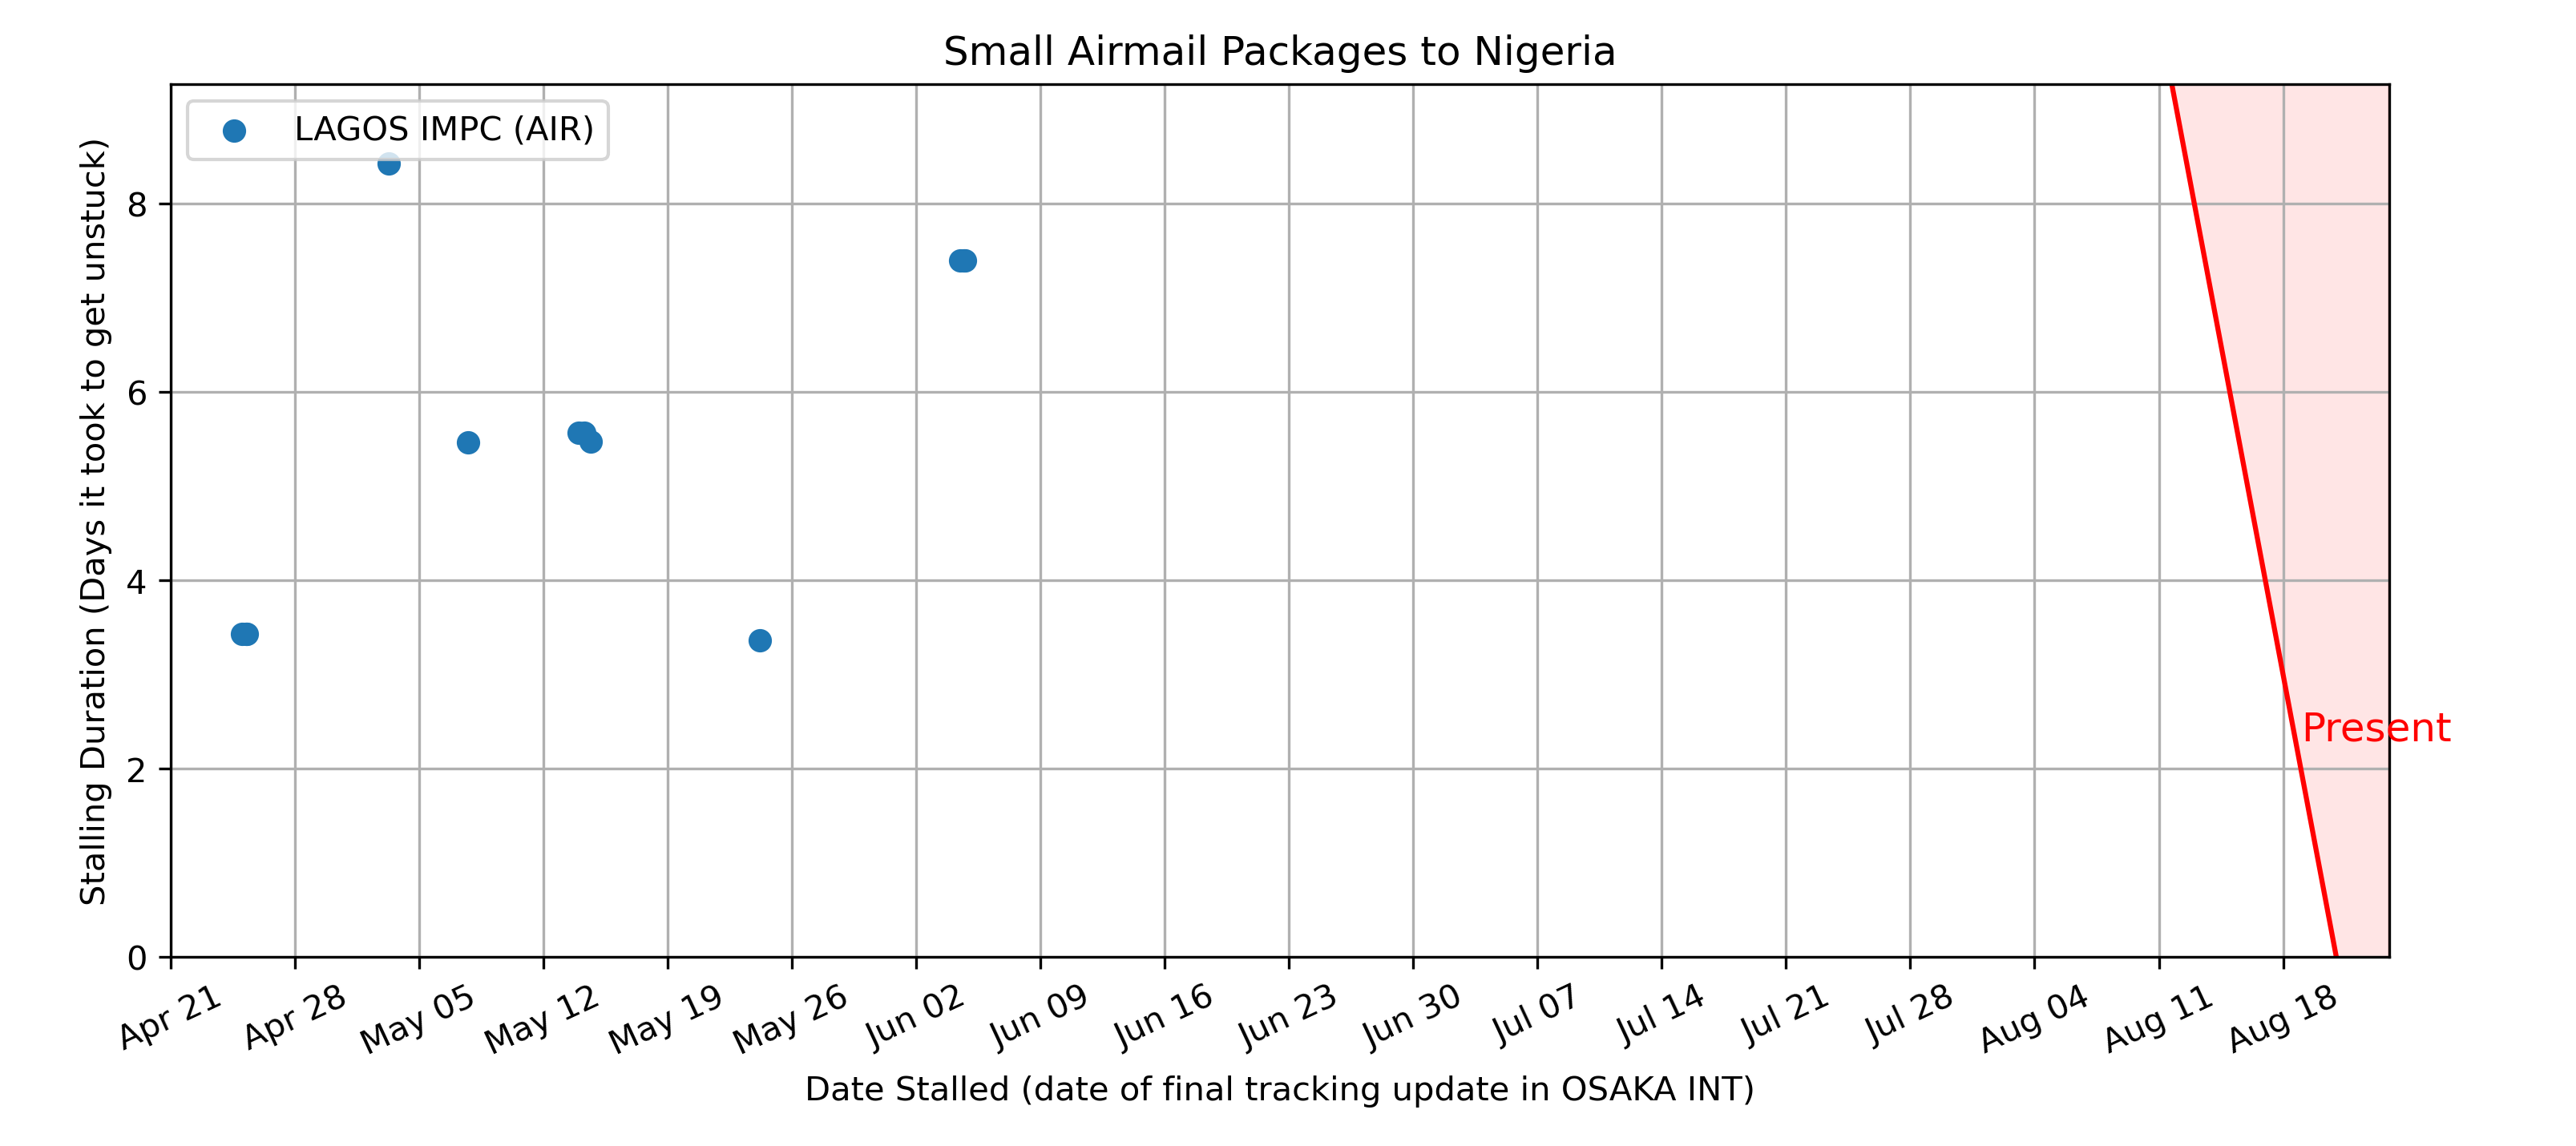 Small Airmail Packages to Nigeria
LAGOS IMPC (AIR)
Stalling Duration (Days it took to get unstuck)
8
6
4
2
0
Present
Apr 21
Apr 28
May 05
May 12
May 19
May 26
Jun 02
Jun 09
Jun 16
Jun 23
Jun 30
Jul 07
Jul 14
Jul 21
Jul 28
Aug 04
Aug 11
Aug 18
Date Stalled (date of final tracking update in OSAKA INT)